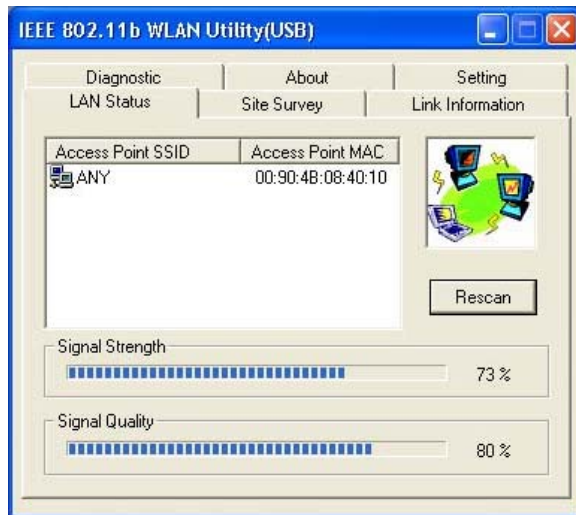 IEEE 802.11b WLAN Utility(USB)
Diagnostic About Setting
LAN Status Site Survey Link Information
Access Point SSID Access Point MAC
ANY 00:90:4B:08:40:10
Rescan
Signal Strength
73 %
Signal Quality
80 %